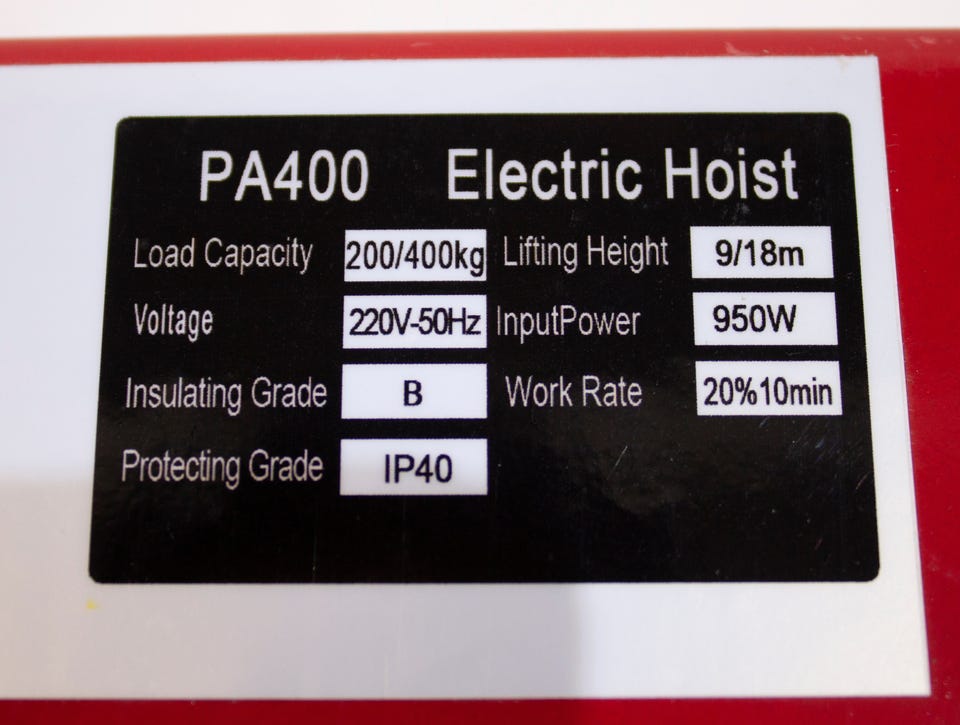 PA400 Electric Hoist
Load Capacity 200/400kg Lifting Height 9/18m
Voltage 220V-50Hz InputPower 950W
Insulating Grade B Work Rate 20%10min
Protecting Grade IP40